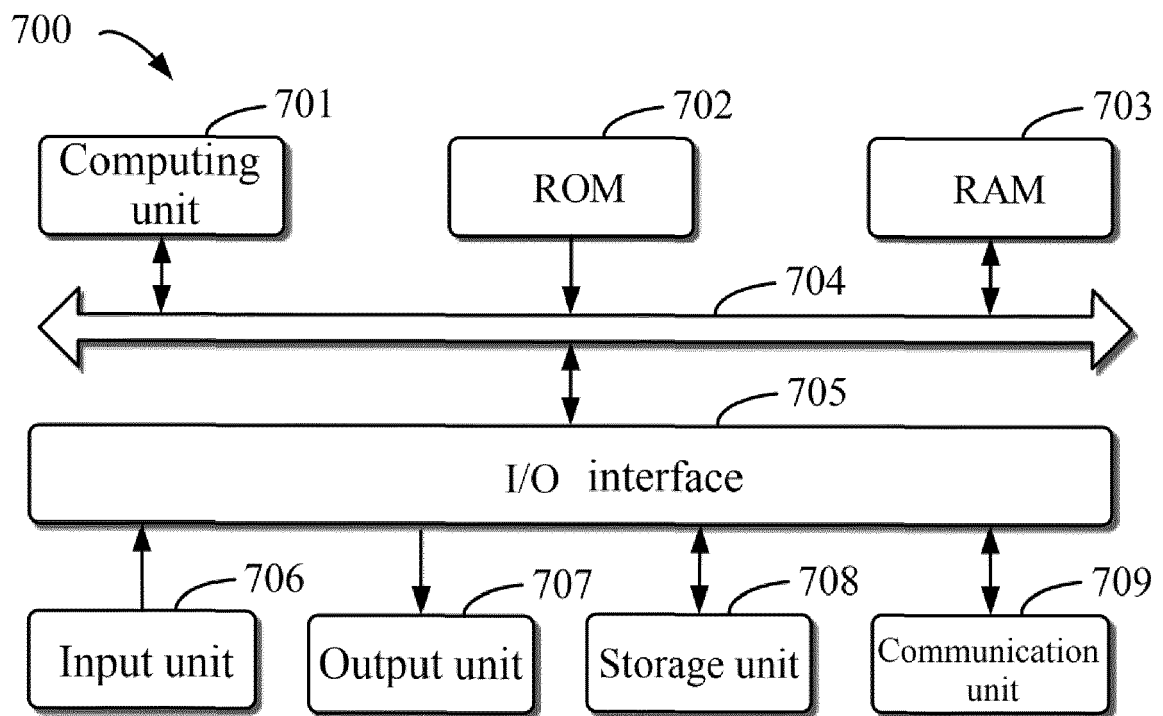 700
701
702
703
Computing
unit
ROM
RAM
704
705
I/O interface
706
707
708
709
Input unit
Output unit
Storage unit
Communication
unit